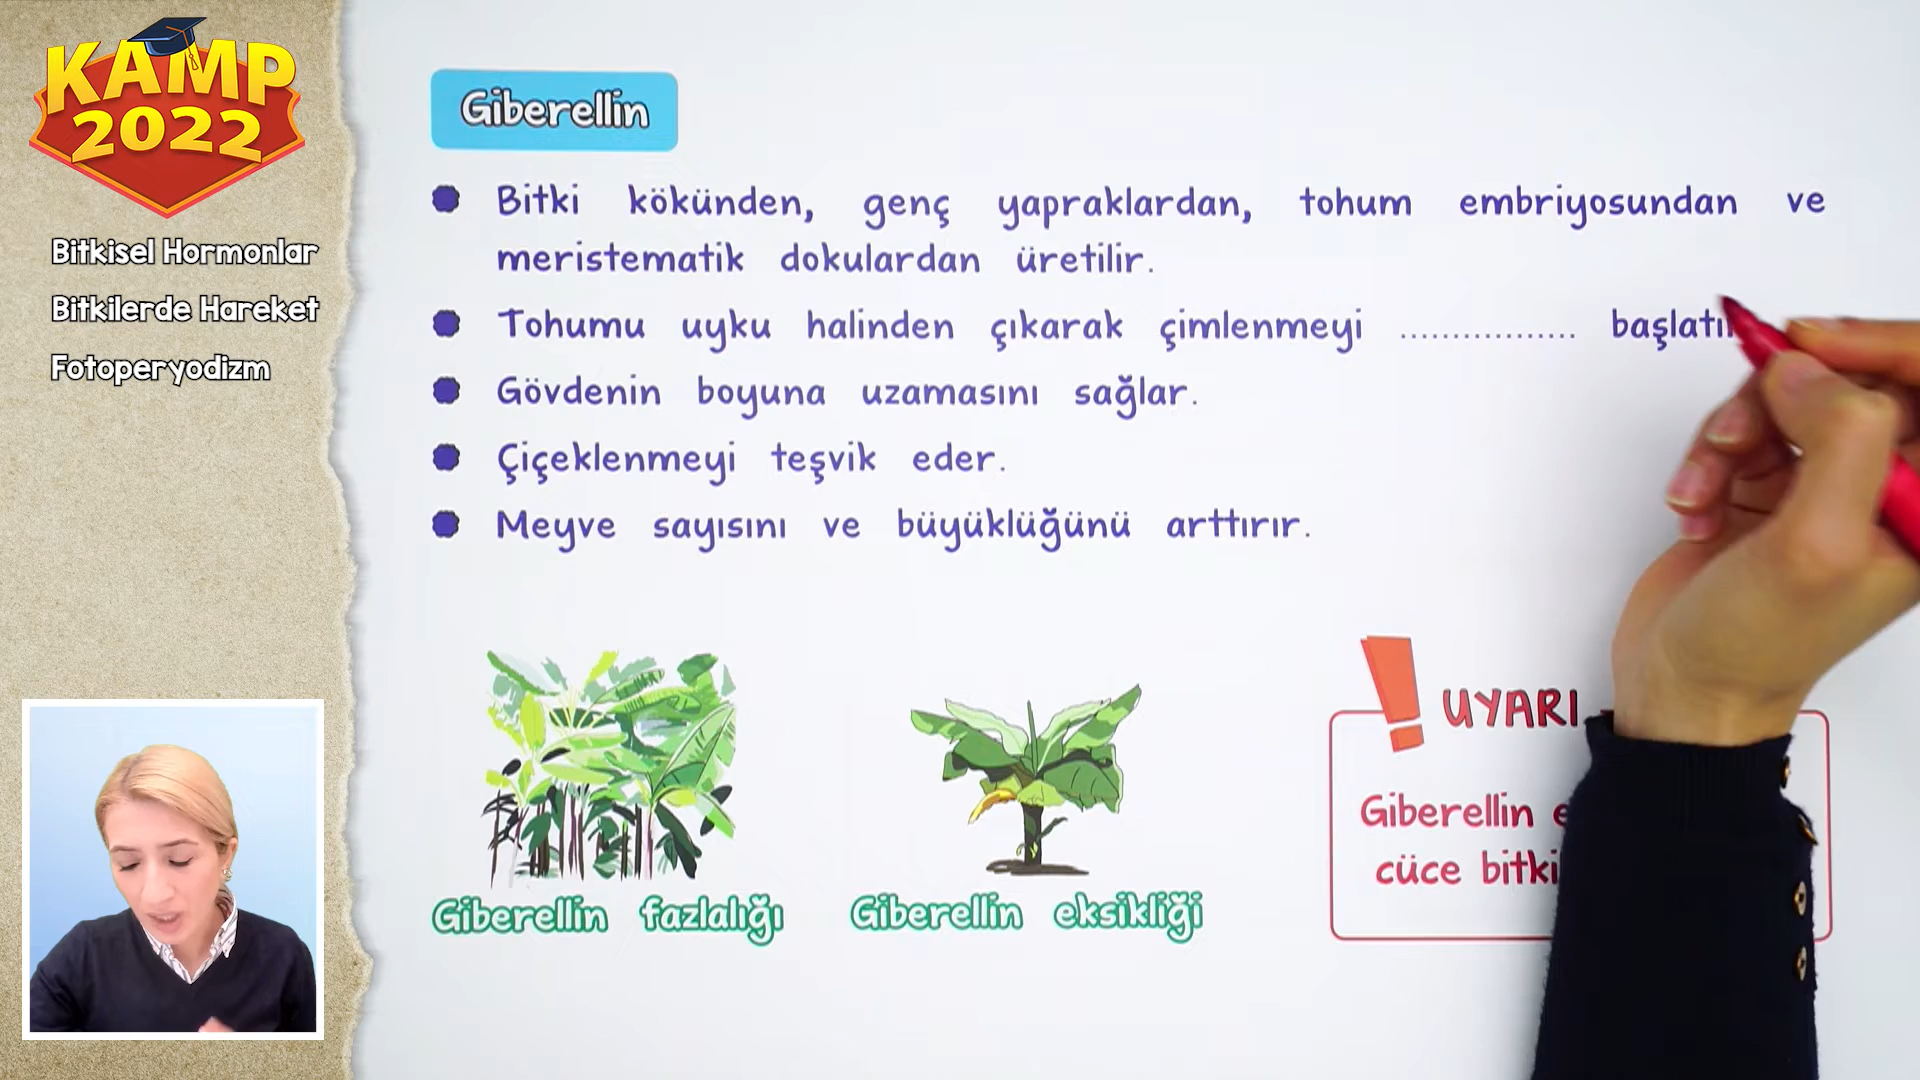 KAMP
2022
Bitkisel Hormonlar
Bitkilerde Hareket
Fotoperyodizm
Giberellin
Bitki kökünden, genç yapraklardan, tohum embriyosundan ve
meristematik dokulardan üretilir.
Tohumu uyku halinden çıkarak çimlenmeyi ................. başlatı
Gövdenin boyuna uzamasını sağlar.
Çiçeklenmeyi teşvik eder.
Meyve sayısını ve büyüklüğünü arttırır.
Giberellin fazlalığı
Giberellin eksikliği
UYARI
Giberellin
cüce bitki